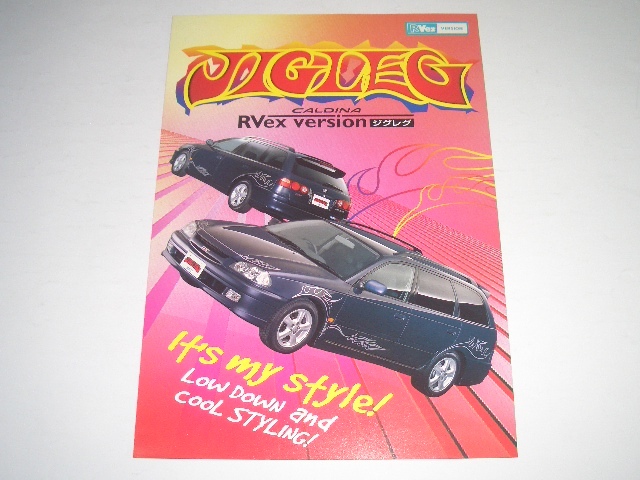 RVex VERSION
JIGLEG
CALDINA
RVex version ジグレグ
It's my style!
LOW DOWN and
COOL STYLING!